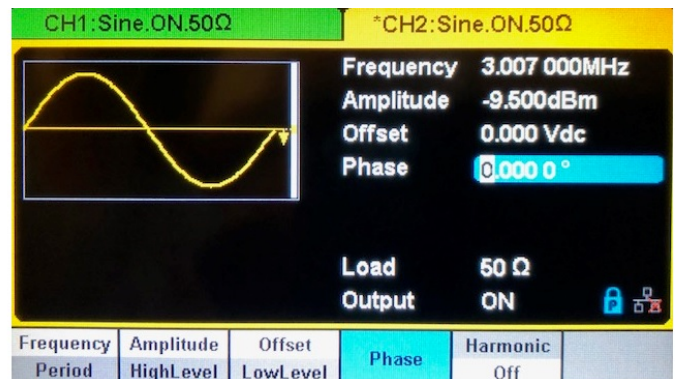 CH1:Sine.ON.50Ω
*CH2:Sine.ON.50Ω
Frequency 3.007 000MHz
Amplitude -9.500dBm
Offset 0.000 Vdc
Phase 0.000 0 °
Load 50 Ω
Output ON
P
Frequency Amplitude Offset Phase Harmonic
Period HighLevel LowLevel Off